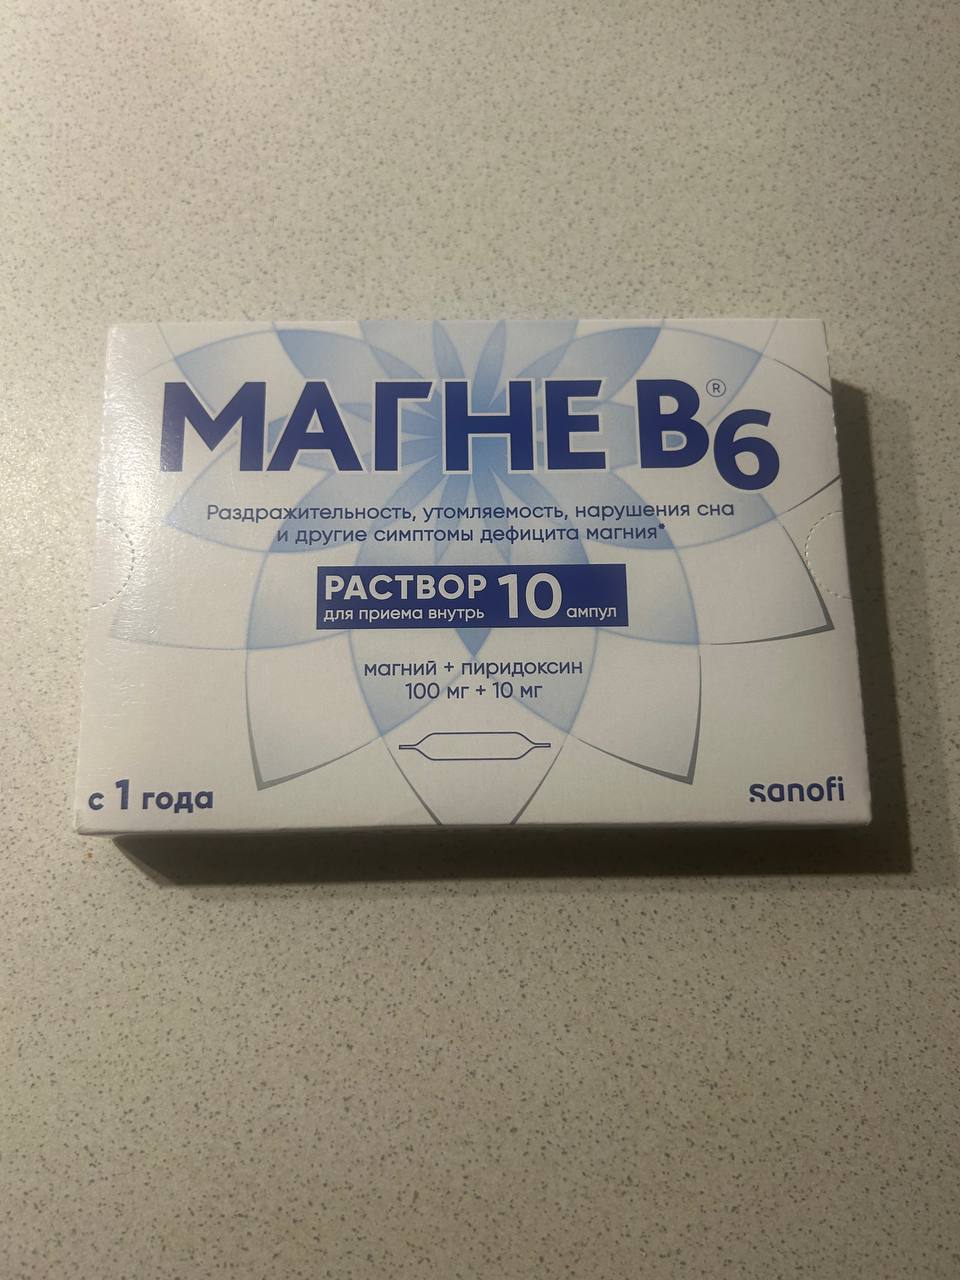 МАГНЕ B6®
Раздражительность, утомляемость, нарушения сна
и другие симптомы дефицита магния*
РАСТВОР 10 ампул
для приема внутрь
магний + пиридоксин
100 мг + 10 мг
с 1 года
sanofi